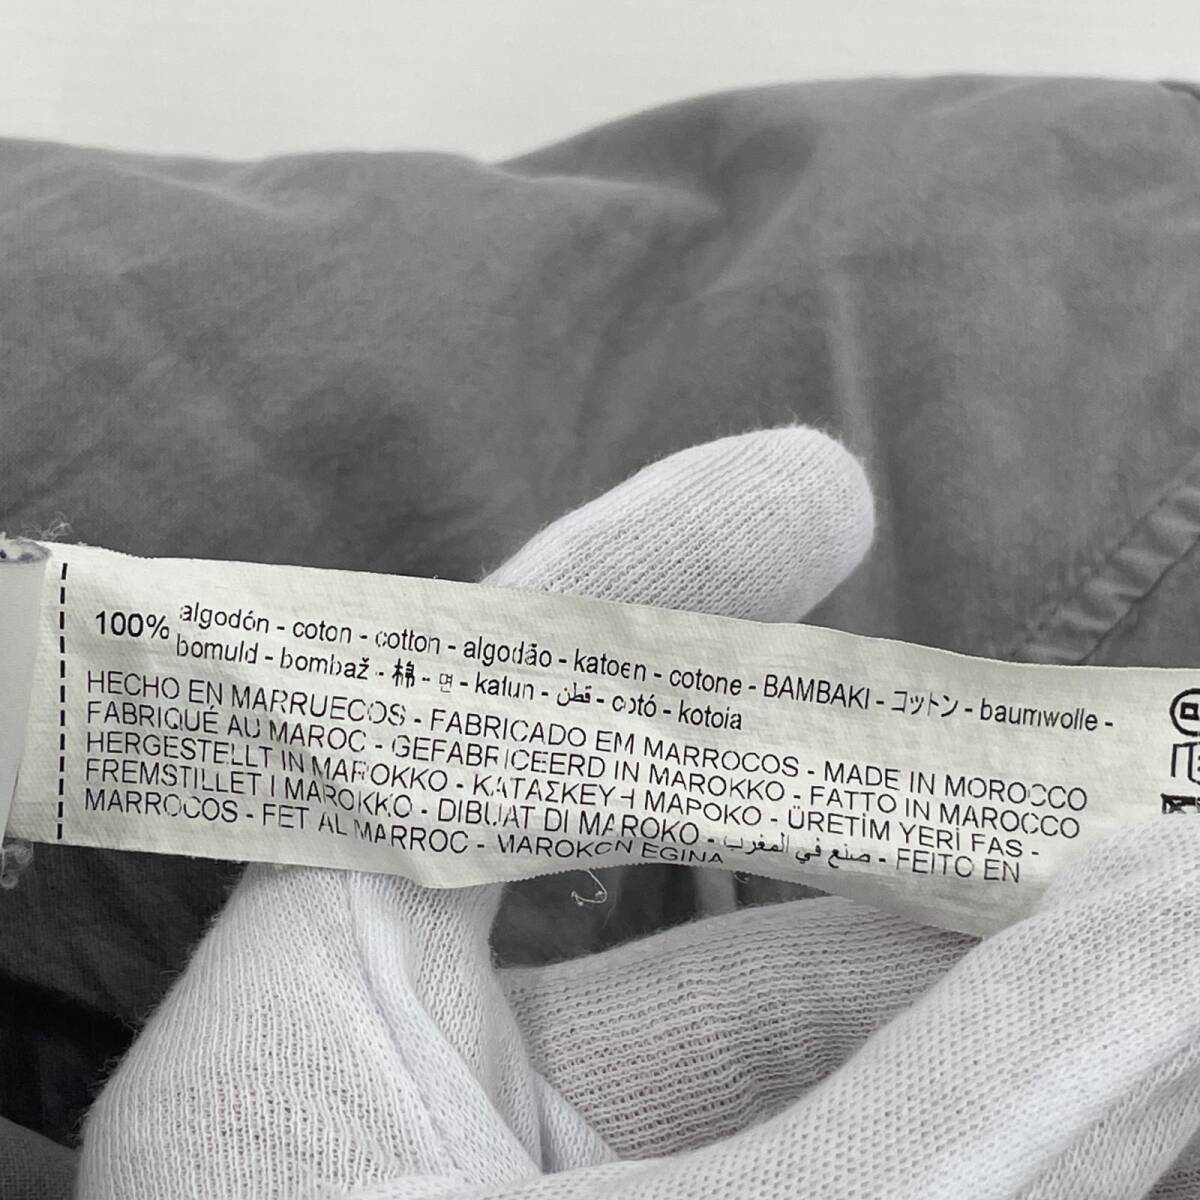 100% algodón - coton - cotton - algodão - katoen - cotone - BAMBAKI - コットン - baumwolle -
bomuld - bombaž - 棉 - 면 - katun - قطن - cotó - kotoia
HECHO EN MARRUECOS - FABRICADO EM MARROCOS - MADE IN MOROCCO
FABRIQUÉ AU MAROC - GEFABRICEERD IN MAROKKO - FATTO IN MAROCCO
HERGESTELLT IN MAROKKO - ΚΑΤΑΣΚΕΥΗ ΜΑΡΟΚΟ - ÜRETİM YERİ FAS -
FREMSTILLET I MAROKKO - DIBUAT DI MAROKO - صنع في المغرب - FEITO EN
MARROCOS - FET AL MARROC - MAROKON EGINA